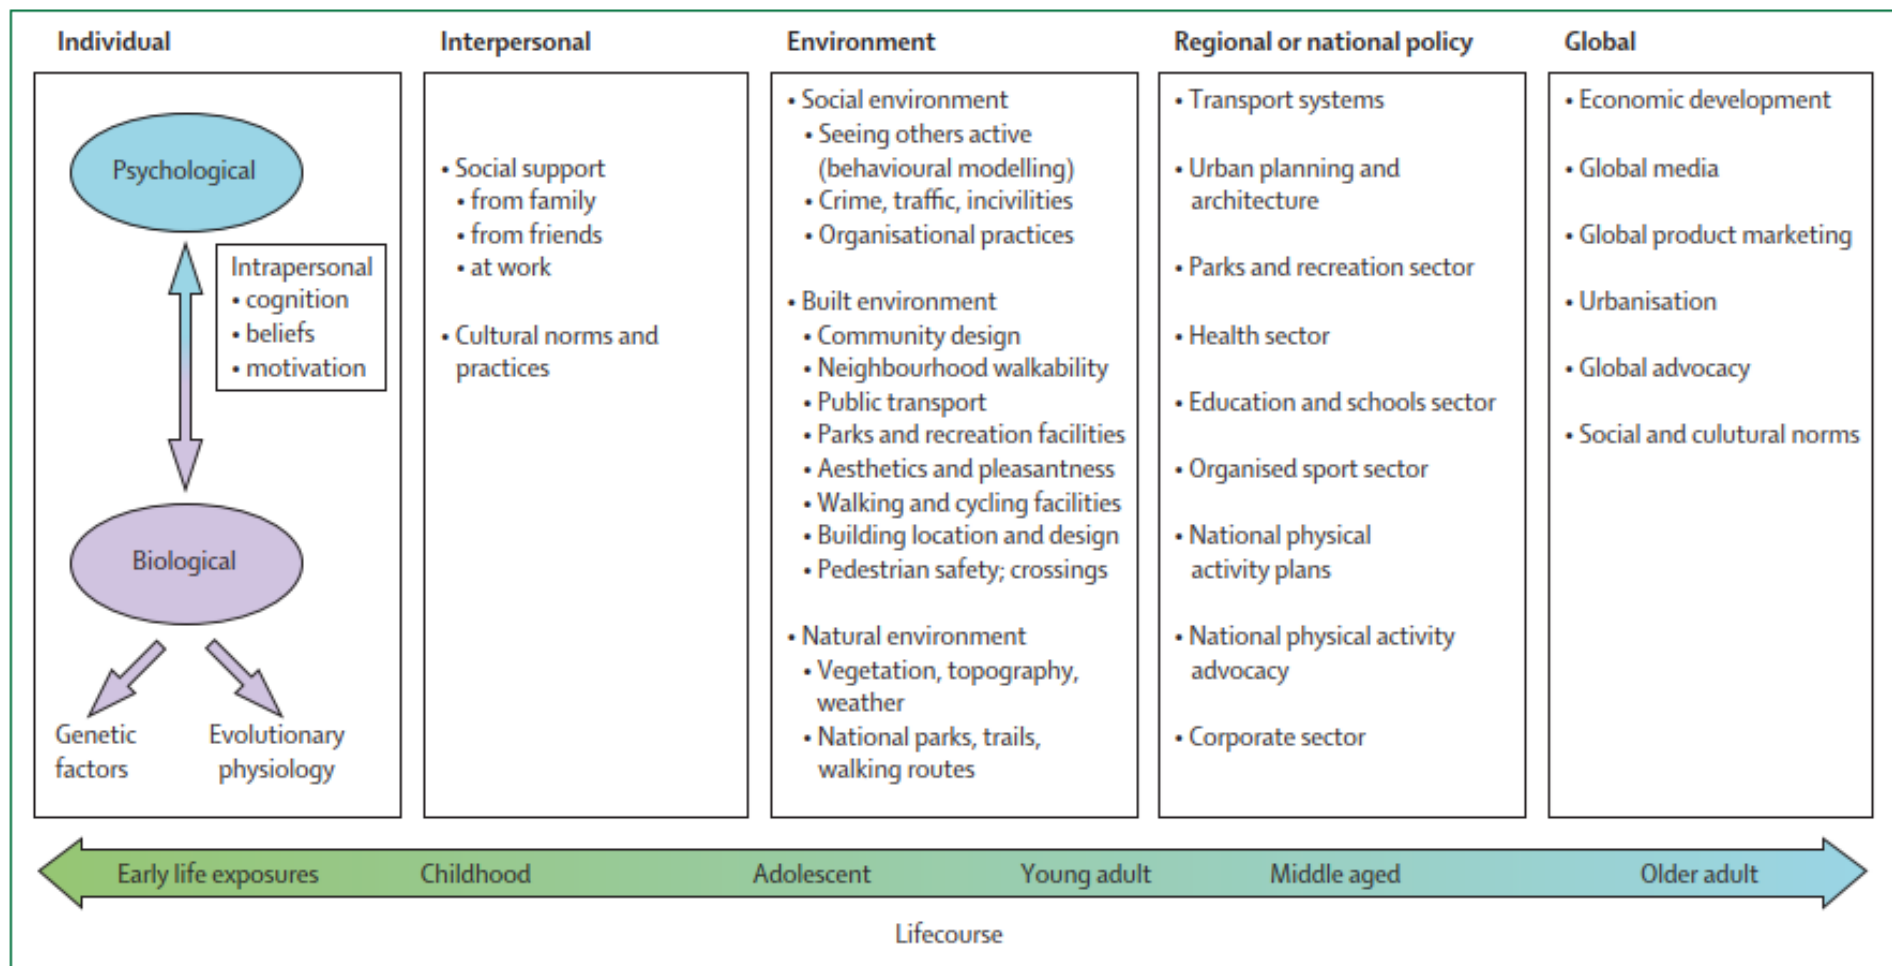 Individual
Psychological
Intrapersonal
• cognition
• beliefs
• motivation
Biological
Genetic
factors
Evolutionary
physiology
Interpersonal
• Social support
• from family
• from friends
• at work
• Cultural norms and
practices
Environment
• Social environment
• Seeing others active
(behavioural modelling)
• Crime, traffic, incivilities
• Organisational practices
• Built environment
• Community design
• Neighbourhood walkability
• Public transport
• Parks and recreation facilities
• Aesthetics and pleasantness
• Walking and cycling facilities
• Building location and design
• Pedestrian safety; crossings
• Natural environment
• Vegetation, topography,
weather
• National parks, trails,
walking routes
Regional or national policy
• Transport systems
• Urban planning and
architecture
• Parks and recreation sector
• Health sector
• Education and schools sector
• Organised sport sector
• National physical
activity plans
• National physical activity
advocacy
• Corporate sector
Global
• Economic development
• Global media
• Global product marketing
• Urbanisation
• Global advocacy
• Social and culutural norms
Early life exposures
Childhood
Adolescent
Young adult
Middle aged
Older adult
Lifecourse